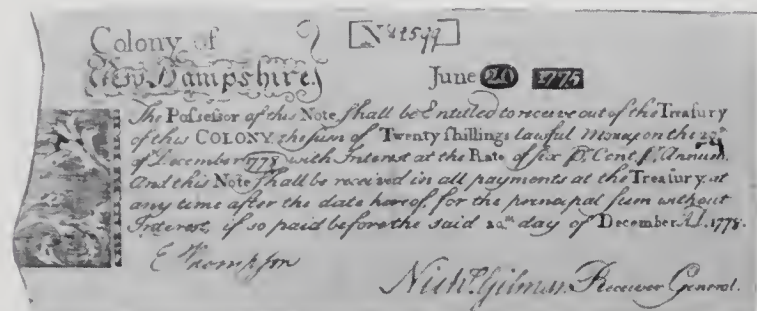 Colony of
New Hampshire.
June 20 1775
The Possessor of this Note shall be Entitled to receive out of the Treasury
of this COLONY the sum of Twenty shillings lawful Money on the 20th
of December 1778 with Interest at the Rate of six Pr. Cent Pr. Annum.
And this Note shall be received in all payments at the Treasury at
any time after the date hereof, for the principal sum without
Interest, if so paid before the said 20th day of December A.D. 1778.
E Thompson
Nichs. Gilman Receiver General.